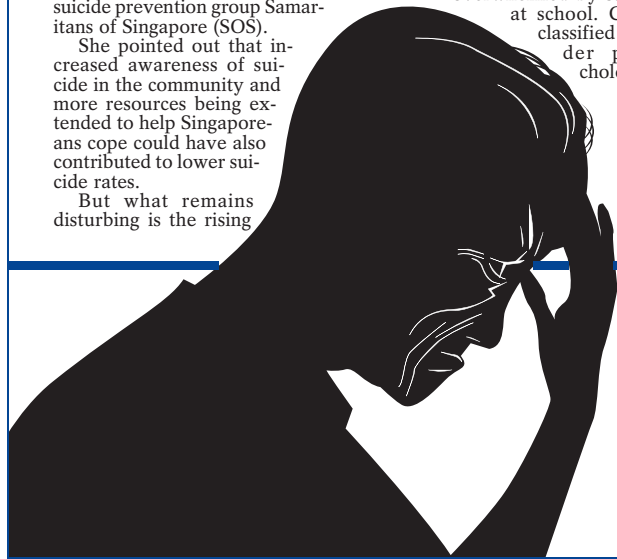 suicide prevention group Samar-
itans of Singapore (SOS).
She pointed out that in-
creased awareness of sui-
cide in the community and
more resources being ex-
tended to help Singapore-
ans cope could have also
contributed to lower sui-
cide rates.
But what remains
disturbing is the rising
at school.
classified
der